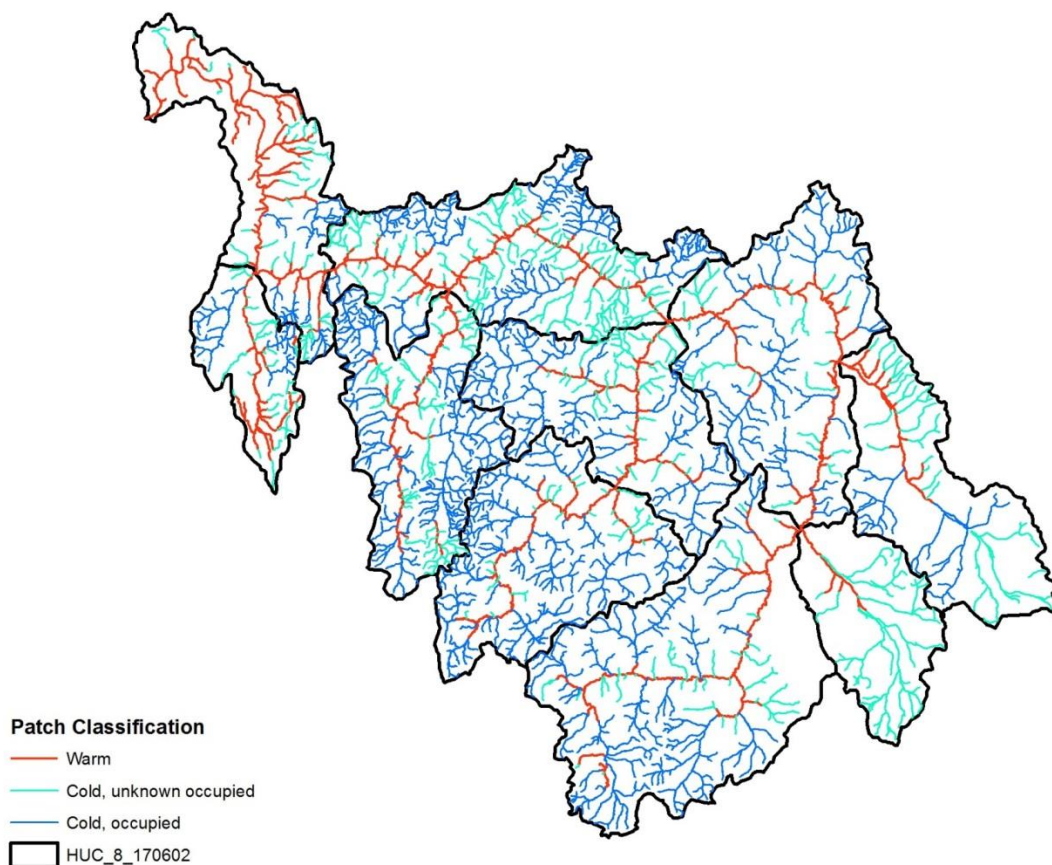 Patch Classification
Warm
Cold, unknown occupied
Cold, occupied
HUC_8_170602